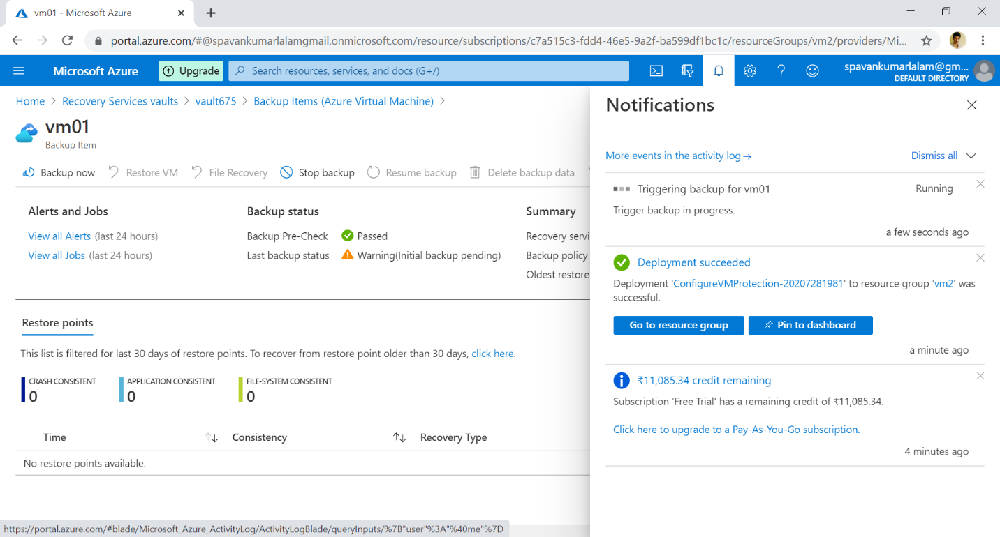 vm01 - Microsoft Azure
portal.azure.com/#@spavankumarlalamgmail.onmicrosoft.com/resource/subscriptions/c7a515c3-fdd4-46e5-9a2f-ba599df1bc1c/resourceGroups/vm2/providers/Mi...
Microsoft Azure
Upgrade
Search resources, services, and docs (G+/)
spavankumarlalam@gm...
DEFAULT DIRECTORY
Home > Recovery Services vaults > vault675 > Backup Items (Azure Virtual Machine) >
vm01
Backup Item
Backup now
Restore VM
File Recovery
Stop backup
Resume backup
Delete backup data
Alerts and Jobs
View all Alerts (last 24 hours)
View all Jobs (last 24 hours)
Backup status
Backup Pre-Check Passed
Last backup status Warning(Initial backup pending)
Summary
Recovery servi
Backup policy
Oldest restore
Restore points
This list is filtered for last 30 days of restore points. To recover from restore point older than 30 days, click here.
CRASH CONSISTENT
0
APPLICATION CONSISTENT
0
FILE-SYSTEM CONSISTENT
0
Time Consistency Recovery Type
No restore points available.
Notifications
More events in the activity log→
Dismiss all
Triggering backup for vm01 Running
Trigger backup in progress.
a few seconds ago
Deployment succeeded
Deployment 'ConfigureVMProtection-20207281981' to resource group 'vm2' was
successful.
Go to resource group
Pin to dashboard
a minute ago
₹11,085.34 credit remaining
Subscription 'Free Trial' has a remaining credit of ₹11,085.34.
Click here to upgrade to a Pay-As-You-Go subscription.
4 minutes ago
https://portal.azure.com/#blade/Microsoft_Azure_ActivityLog/ActivityLogBlade/queryInputs/%7B"user"%3A"%40me"%7D